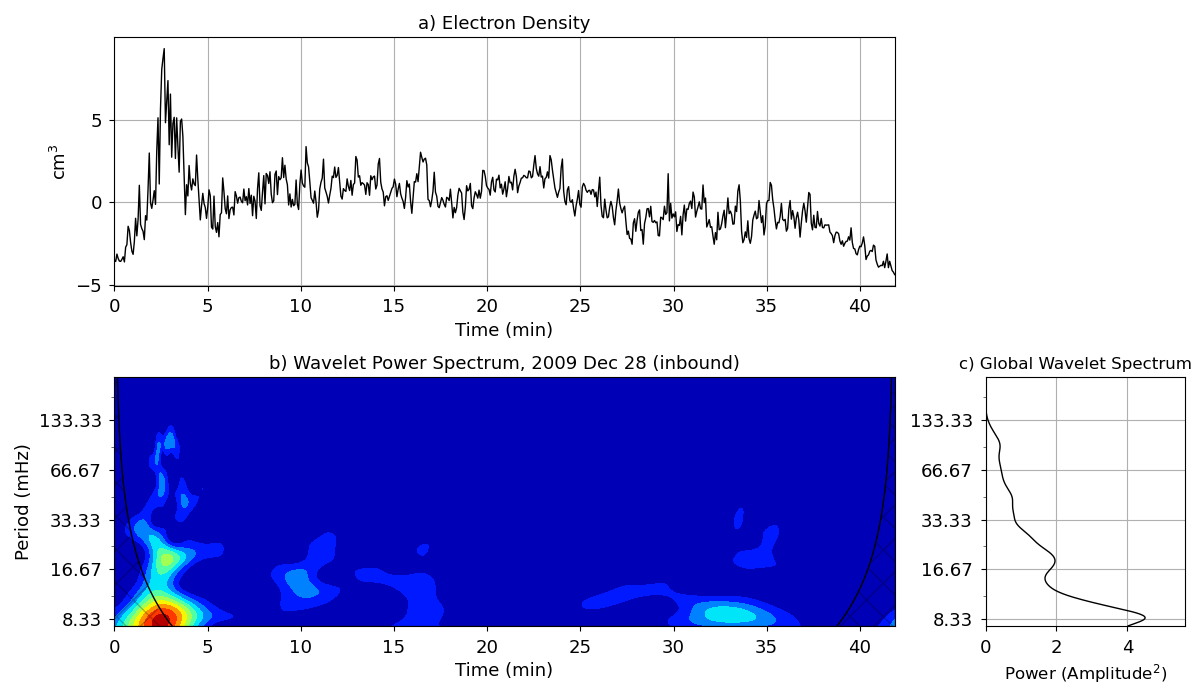 a) Electron Density
cm³
5
0
−5
0 5 10 15 20 25 30 35 40
Time (min)
b) Wavelet Power Spectrum, 2009 Dec 28 (inbound)
Period (mHz)
133.33
66.67
33.33
16.67
8.33
0 5 10 15 20 25 30 35 40
Time (min)
c) Global Wavelet Spectrum
133.33
66.67
33.33
16.67
8.33
0 2 4
Power (Amplitude²)